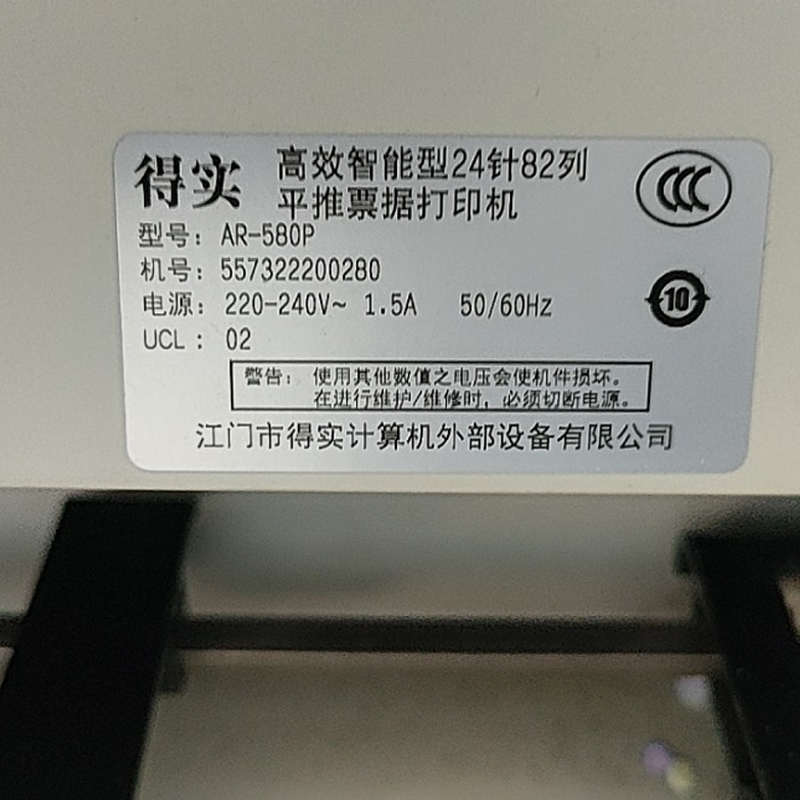 得实 高效智能型24针82列
平推票据打印机
型号: AR-580P
机号: 557322200280
电源: 220-240V~ 1.5A 50/60Hz
UCL: 02
CCC
10
警告: 使用其他数值之电压会使机件损坏。
在进行维护/维修时, 必须切断电源。
江门市得实计算机外部设备有限公司